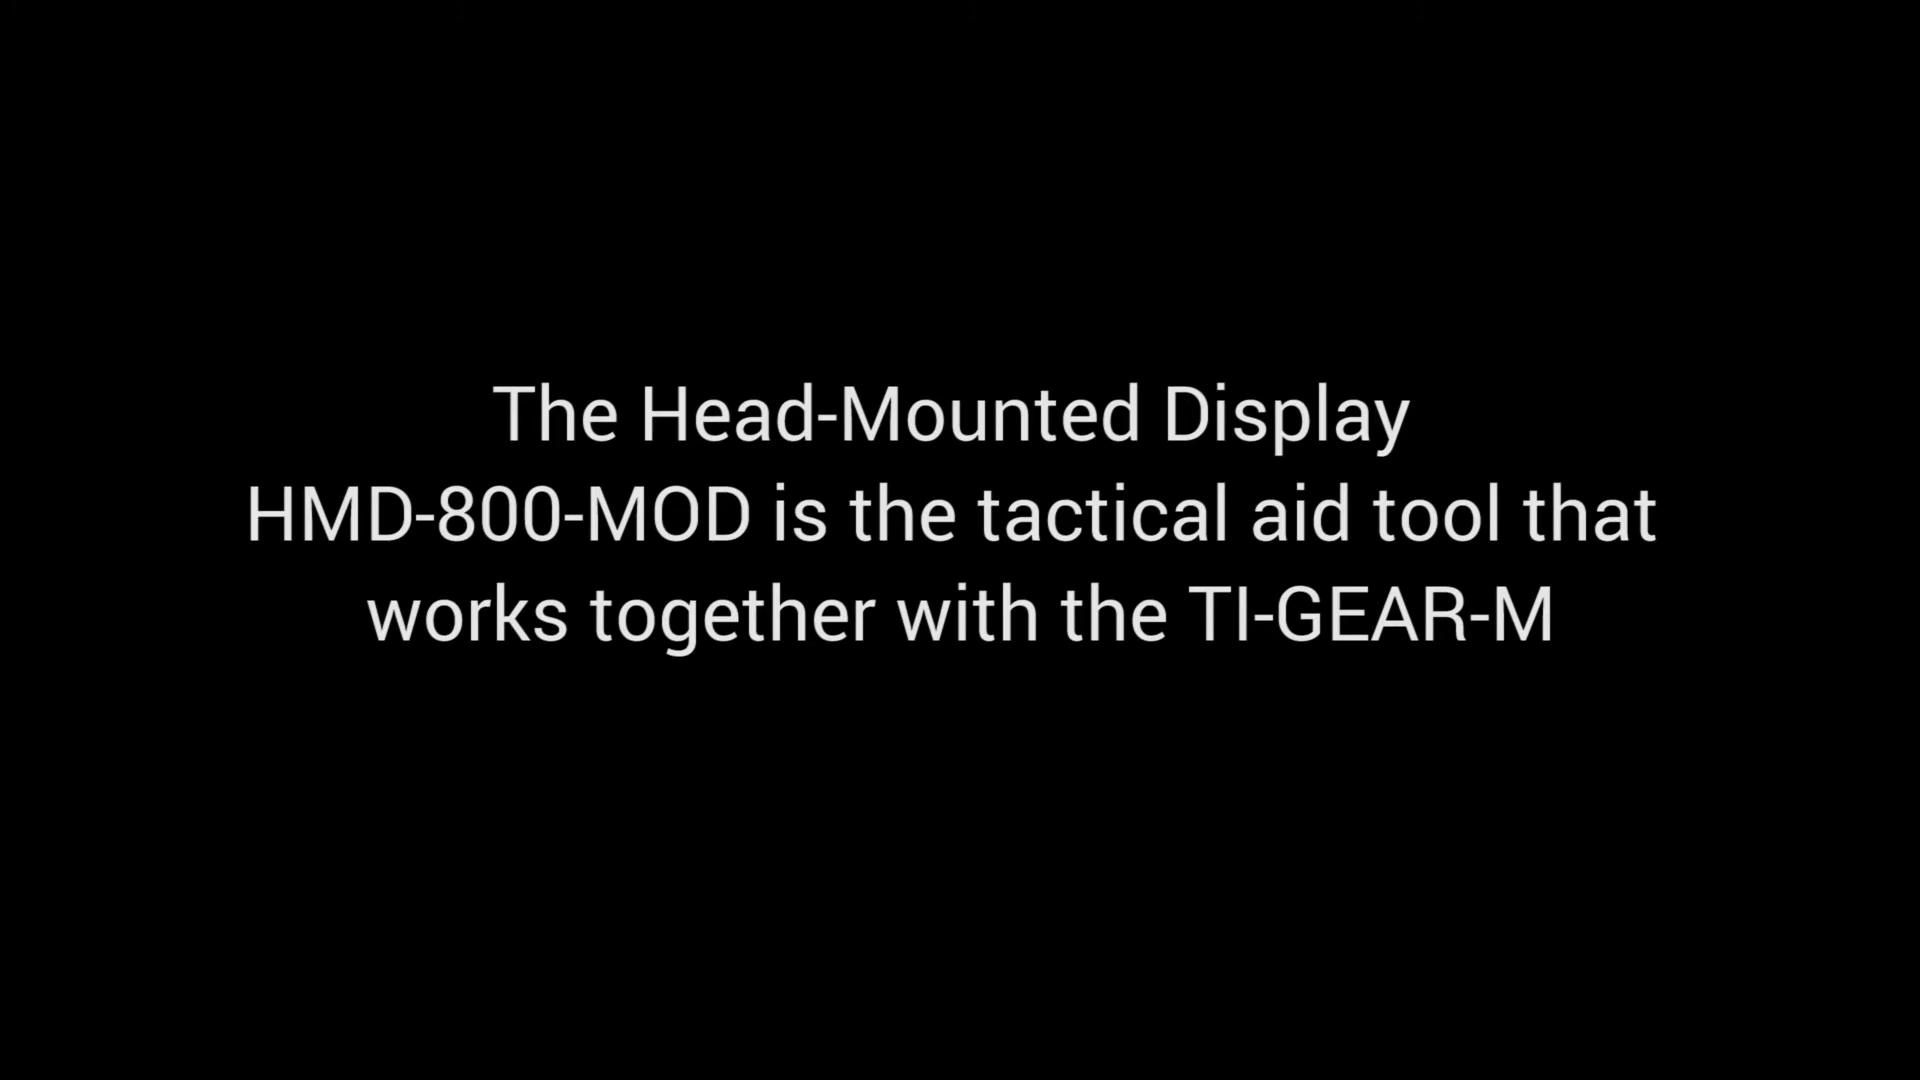 The Head-Mounted Display
HMD-800-MOD is the tactical aid tool that
works together with the TI-GEAR-M